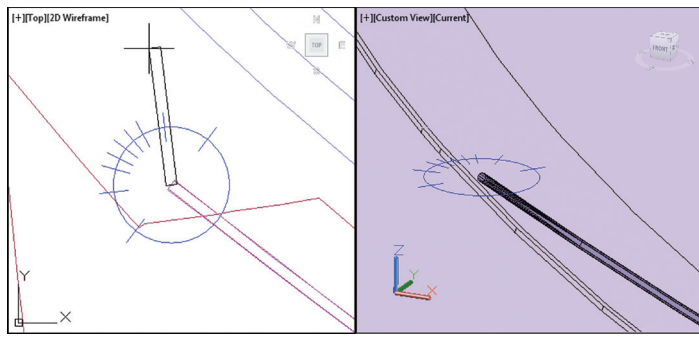 [+][Top][2D Wireframe]
TOP
Y
X
[+][Custom View][Current]
FRONT
Z
Y
X